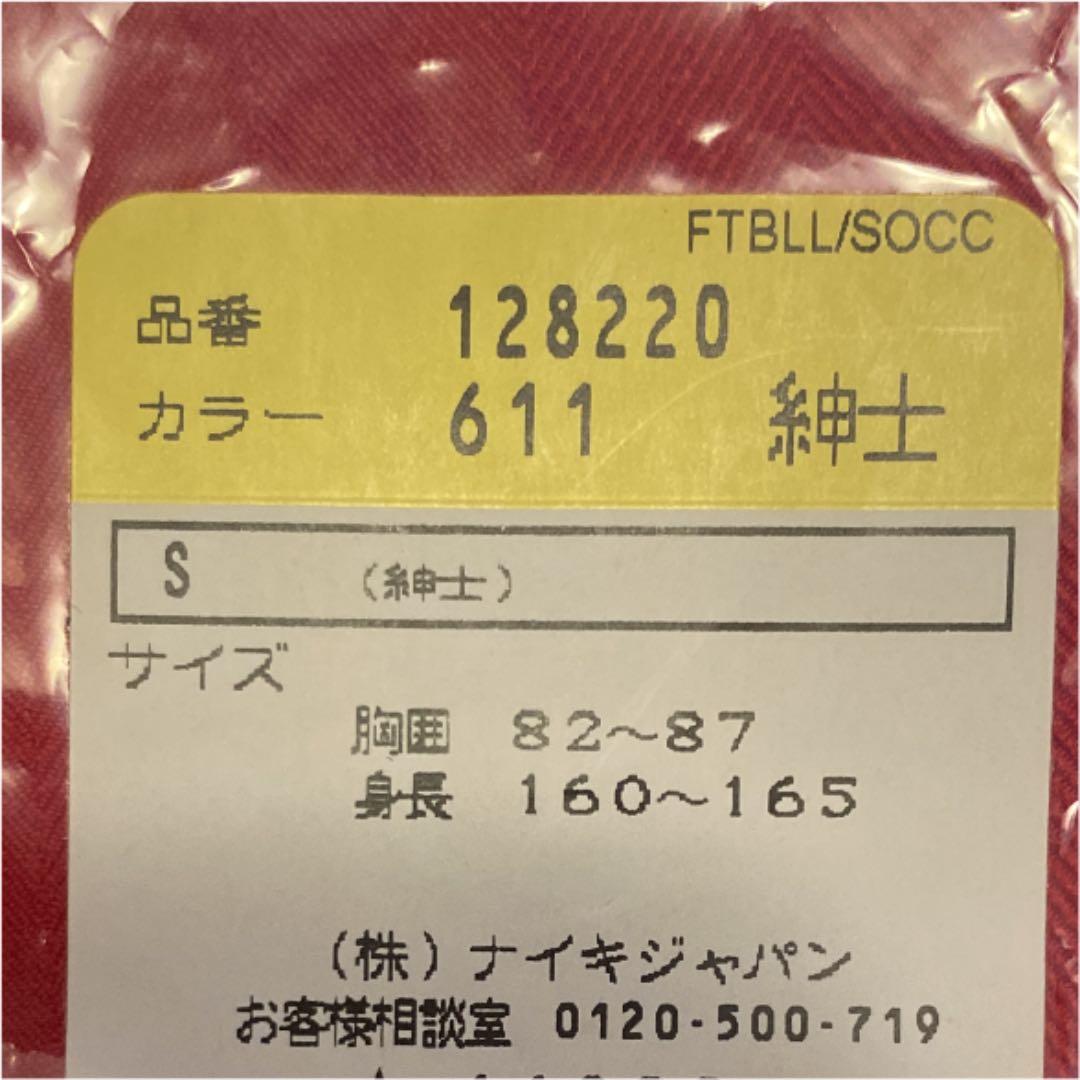 FTBLL/SOCC
品番 128220
カラー 611 紳士
S (紳士)
サイズ
胸囲 82～87
身長 160～165
(株)ナイキジャパン
お客様相談室 0120-500-719